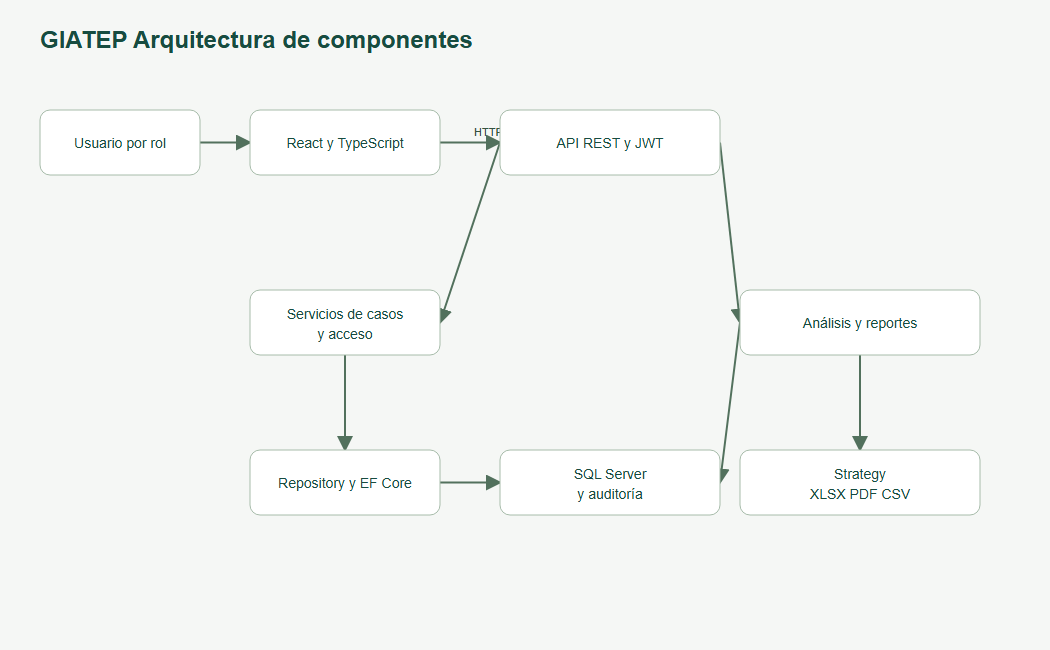 GIATEP Arquitectura de componentes
Usuario por rol
React y TypeScript
HTTP
API REST y JWT
Servicios de casos
y acceso
Análisis y reportes
Repository y EF Core
SQL Server
y auditoría
Strategy
XLSX PDF CSV